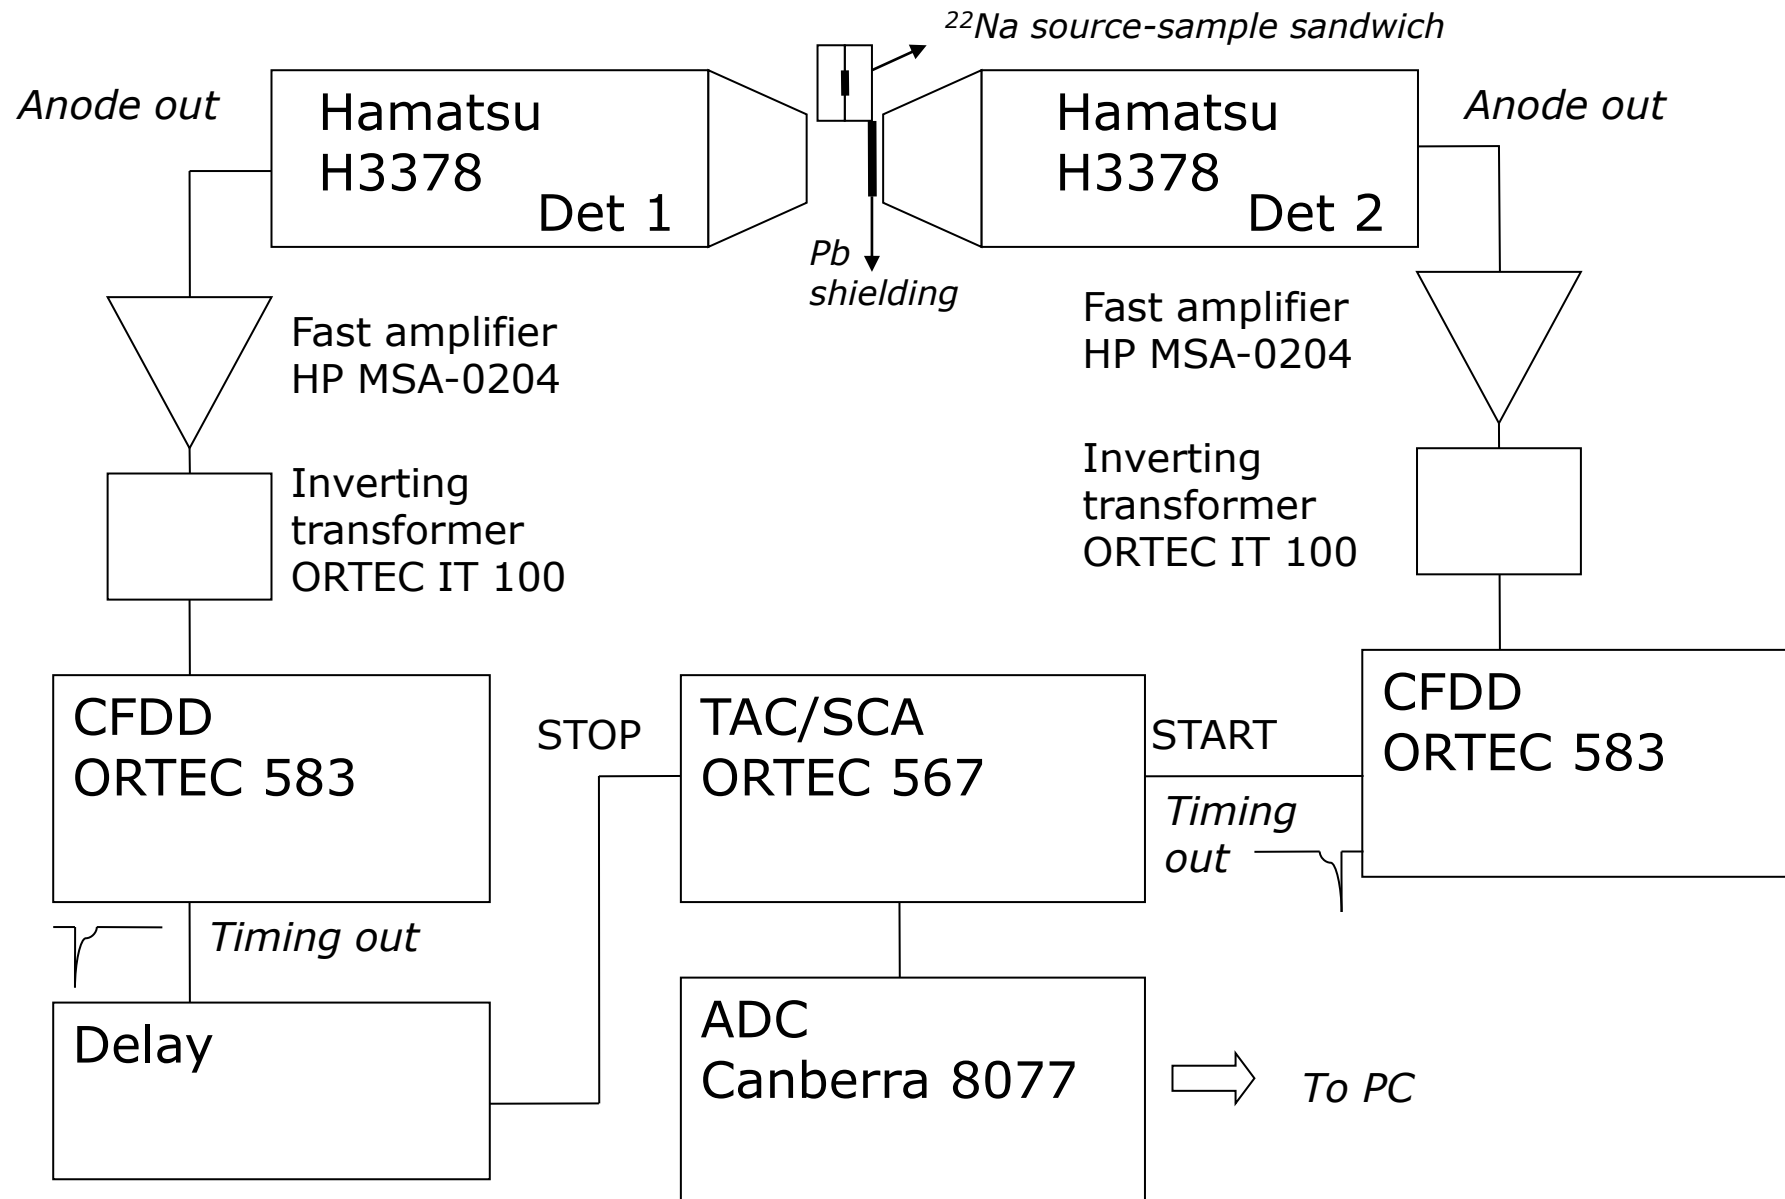 ²²Na source-sample sandwich
Anode out
Hamatsu
H3378
Det 1
Hamatsu
H3378
Det 2
Anode out
Pb
shielding
Fast amplifier
HP MSA-0204
Fast amplifier
HP MSA-0204
Inverting
transformer
ORTEC IT 100
Inverting
transformer
ORTEC IT 100
CFDD
ORTEC 583
STOP
TAC/SCA
ORTEC 567
START
CFDD
ORTEC 583
Timing
out
Timing out
Delay
ADC
Canberra 8077
To PC